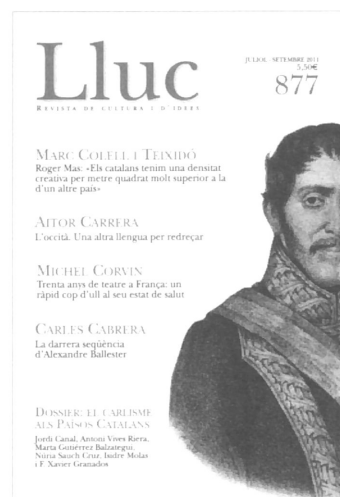 Lluc
REVISTA DE CULTURA I D'IDEES
JULIOL - SETEMBRE 2011
5,50€
877
MARC COLELL I TEIXIDÓ
Roger Mas: «Els catalans tenim una densitat
creativa per metre quadrat molt superior a la
d'un altre país»
AITOR CARRERA
L'occità. Una altra llengua per redreçar
MICHEL CORVIN
Trenta anys de teatre a França: un
ràpid cop d'ull al seu estat de salut
CARLES CABRERA
La darrera seqüència
d'Alexandre Ballester
DOSSIER: EL CARLISME
ALS PAÏSOS CATALANS
Jordi Canal, Antoni Vives Riera,
Marta Gutiérrez Balzategui,
Núria Sauch Cruz, Isidre Molas
i F. Xavier Granados